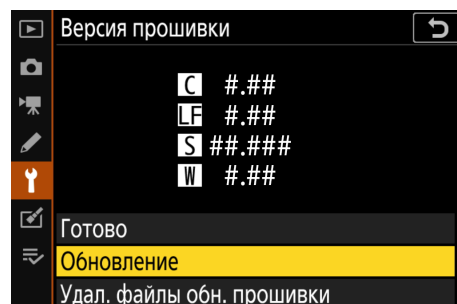 Версия прошивки
C #.##
LF #.##
S ##.###
W #.##
Готово
Обновление
Удал. файлы обн. прошивки